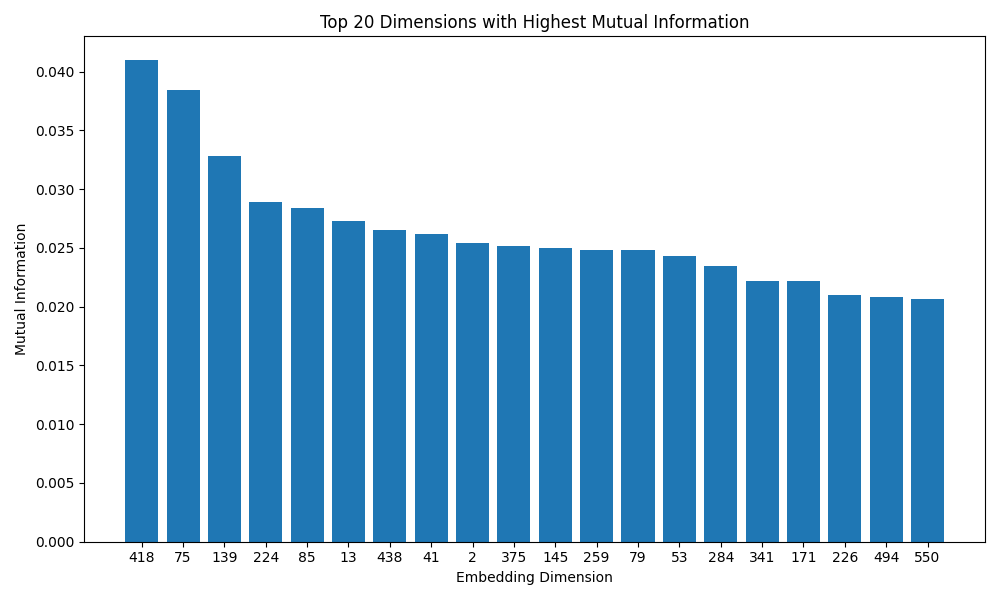 Top 20 Dimensions with Highest Mutual Information
0.040
0.035
0.030
0.025
0.020
0.015
0.010
0.005
0.000
Mutual Information
418 75 139 224 85 13 438 41 2 375 145 259 79 53 284 341 171 226 494 550
Embedding Dimension